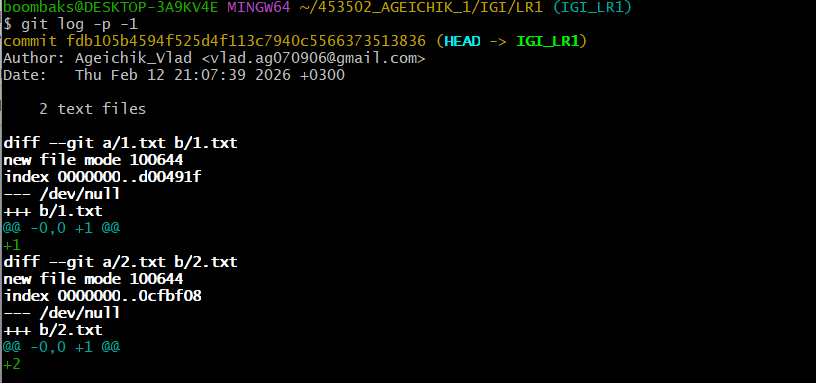 boombaks@DESKTOP-3A9KV4E MINGW64 ~/453502_AGEICHIK_1/IGI/LR1 (IGI_LR1)
$ git log -p -1
commit fdb105b4594f525d4f113c7940c5566373513836 (HEAD -> IGI_LR1)
Author: Ageichik_Vlad <vlad.ag070906@gmail.com>
Date:   Thu Feb 12 21:07:39 2026 +0300

    2 text files

diff --git a/1.txt b/1.txt
new file mode 100644
index 0000000..d00491f
--- /dev/null
+++ b/1.txt
@@ -0,0 +1 @@
+1
diff --git a/2.txt b/2.txt
new file mode 100644
index 0000000..0cfbf08
--- /dev/null
+++ b/2.txt
@@ -0,0 +1 @@
+2